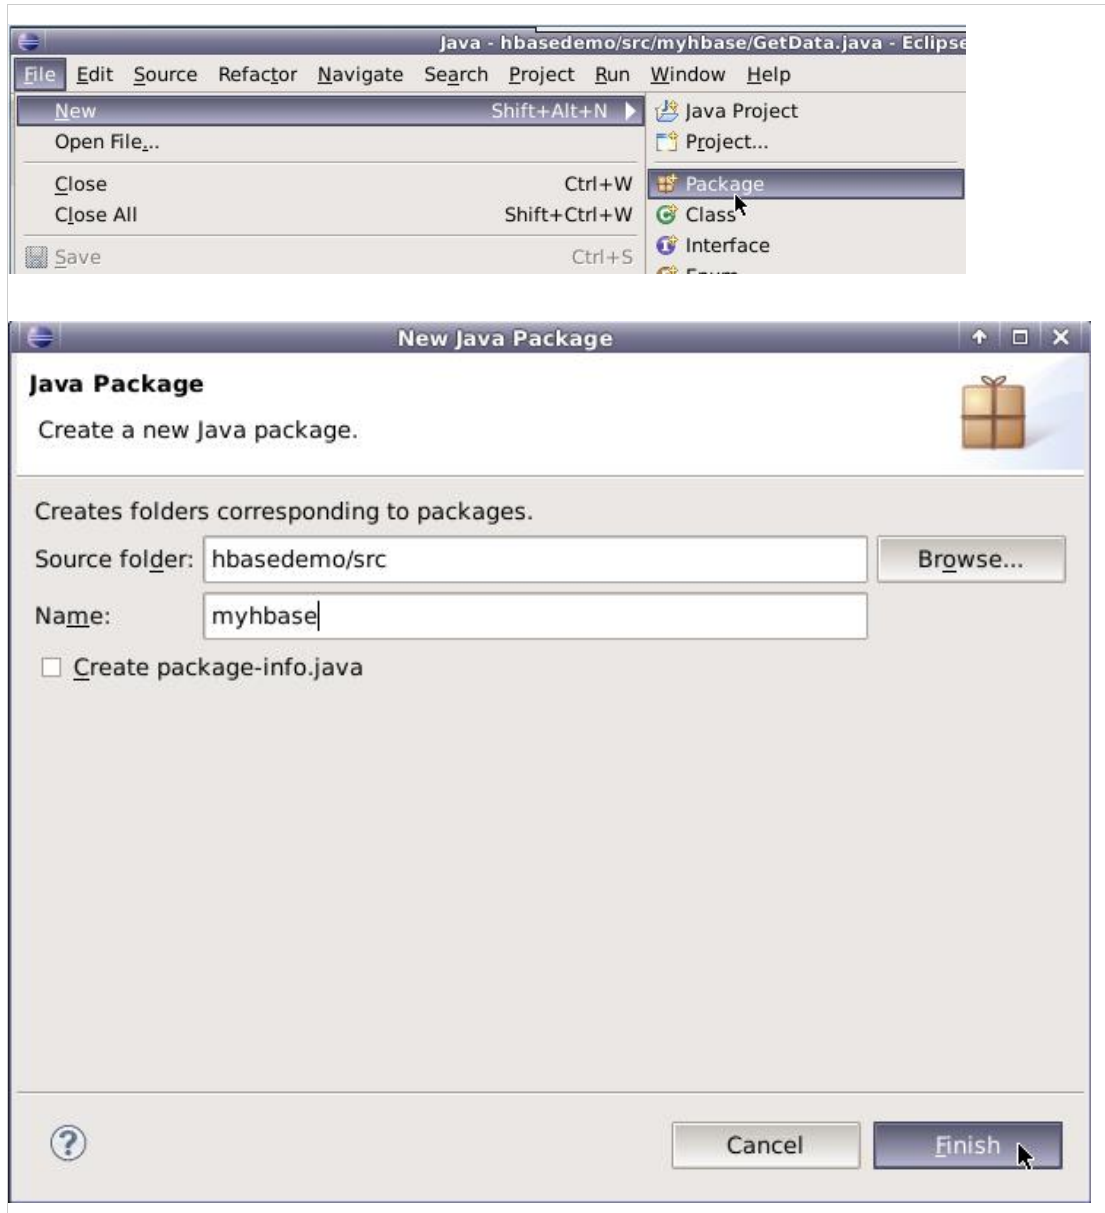 Java - hbasedemo/src/myhbase/GetData.java - Eclipse
File Edit Source Refactor Navigate Search Project Run Window Help
New Shift+Alt+N Java Project
Open File... Project...
Close Ctrl+W Package
Close All Shift+Ctrl+W Class
Interface
Save Ctrl+S
Enum
New Java Package
Java Package
Create a new Java package.
Creates folders corresponding to packages.
Source folder: hbasedemo/src Browse...
Name: myhbase
Create package-info.java
? Cancel Finish